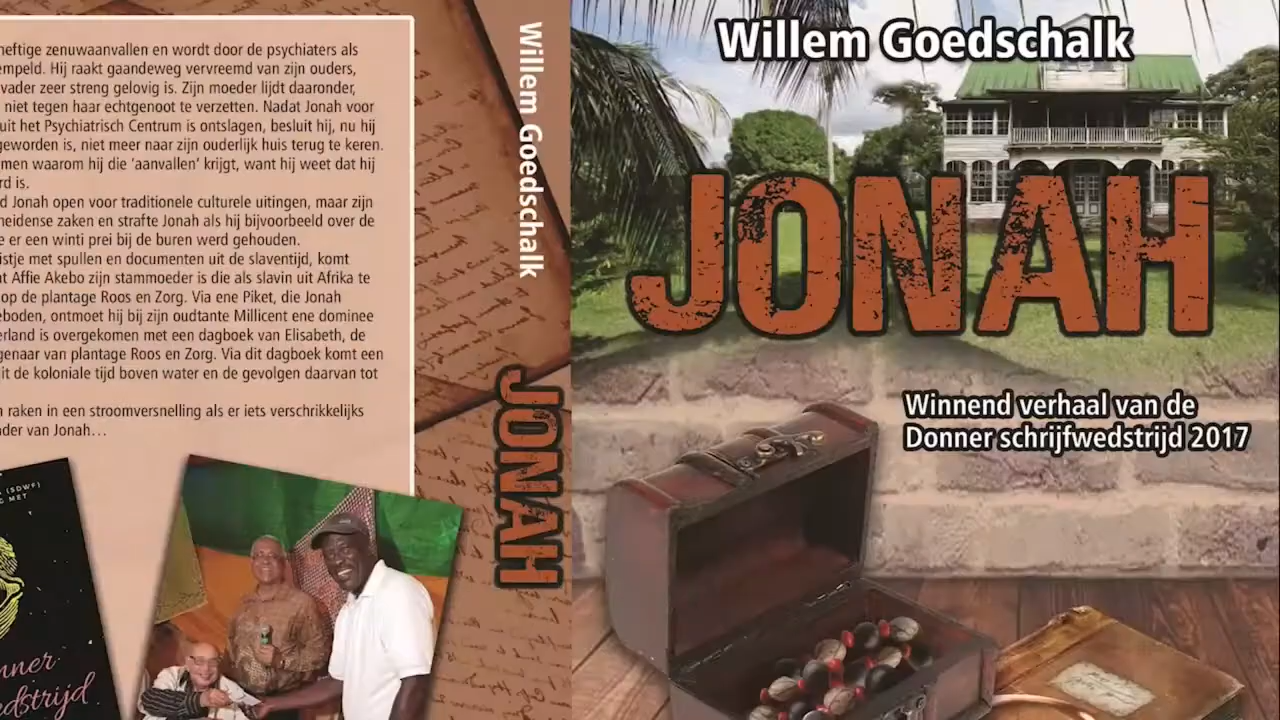 heftige zenuwaanvallen en wordt door de psychiaters als
empeld. Hij raakt gaandeweg vervreemd van zijn ouders,
vader zeer streng gelovig is. Zijn moeder lijdt daaronder,
niet tegen haar echtgenoot te verzetten. Nadat Jonah voor
uit het Psychiatrisch Centrum is ontslagen, besluit hij, nu hij
geworden is, niet meer naar zijn ouderlijk huis terug te keren.
men waarom hij die ‘aanvallen’ krijgt, want hij weet dat hij
rd is.
d Jonah open voor traditionele culturele uitingen, maar zijn
heidense zaken en strafte Jonah als hij bijvoorbeeld over de
e er een winti prei bij de buren werd gehouden.
istje met spullen en documenten uit de slaventijd, komt
t Affie Akebo zijn stammoeder is die als slavin uit Afrika te
op de plantage Roos en Zorg. Via ene Piket, die Jonah
eboden, ontmoet hij bij zijn oudtante Millicent ene dominee
erland is overgekomen met een dagboek van Elisabeth, de
genaar van plantage Roos en Zorg. Via dit dagboek komt een
it de koloniale tijd boven water en de gevolgen daarvan tot
n raken in een stroomversnelling als er iets verschrikkelijks
der van Jonah…
(SDWF)
G MET
nner
edstrijd
Willem Goedschalk
JONAH
Willem Goedschalk
JONAH
Winnend verhaal van de
Donner schrijfwedstrijd 2017